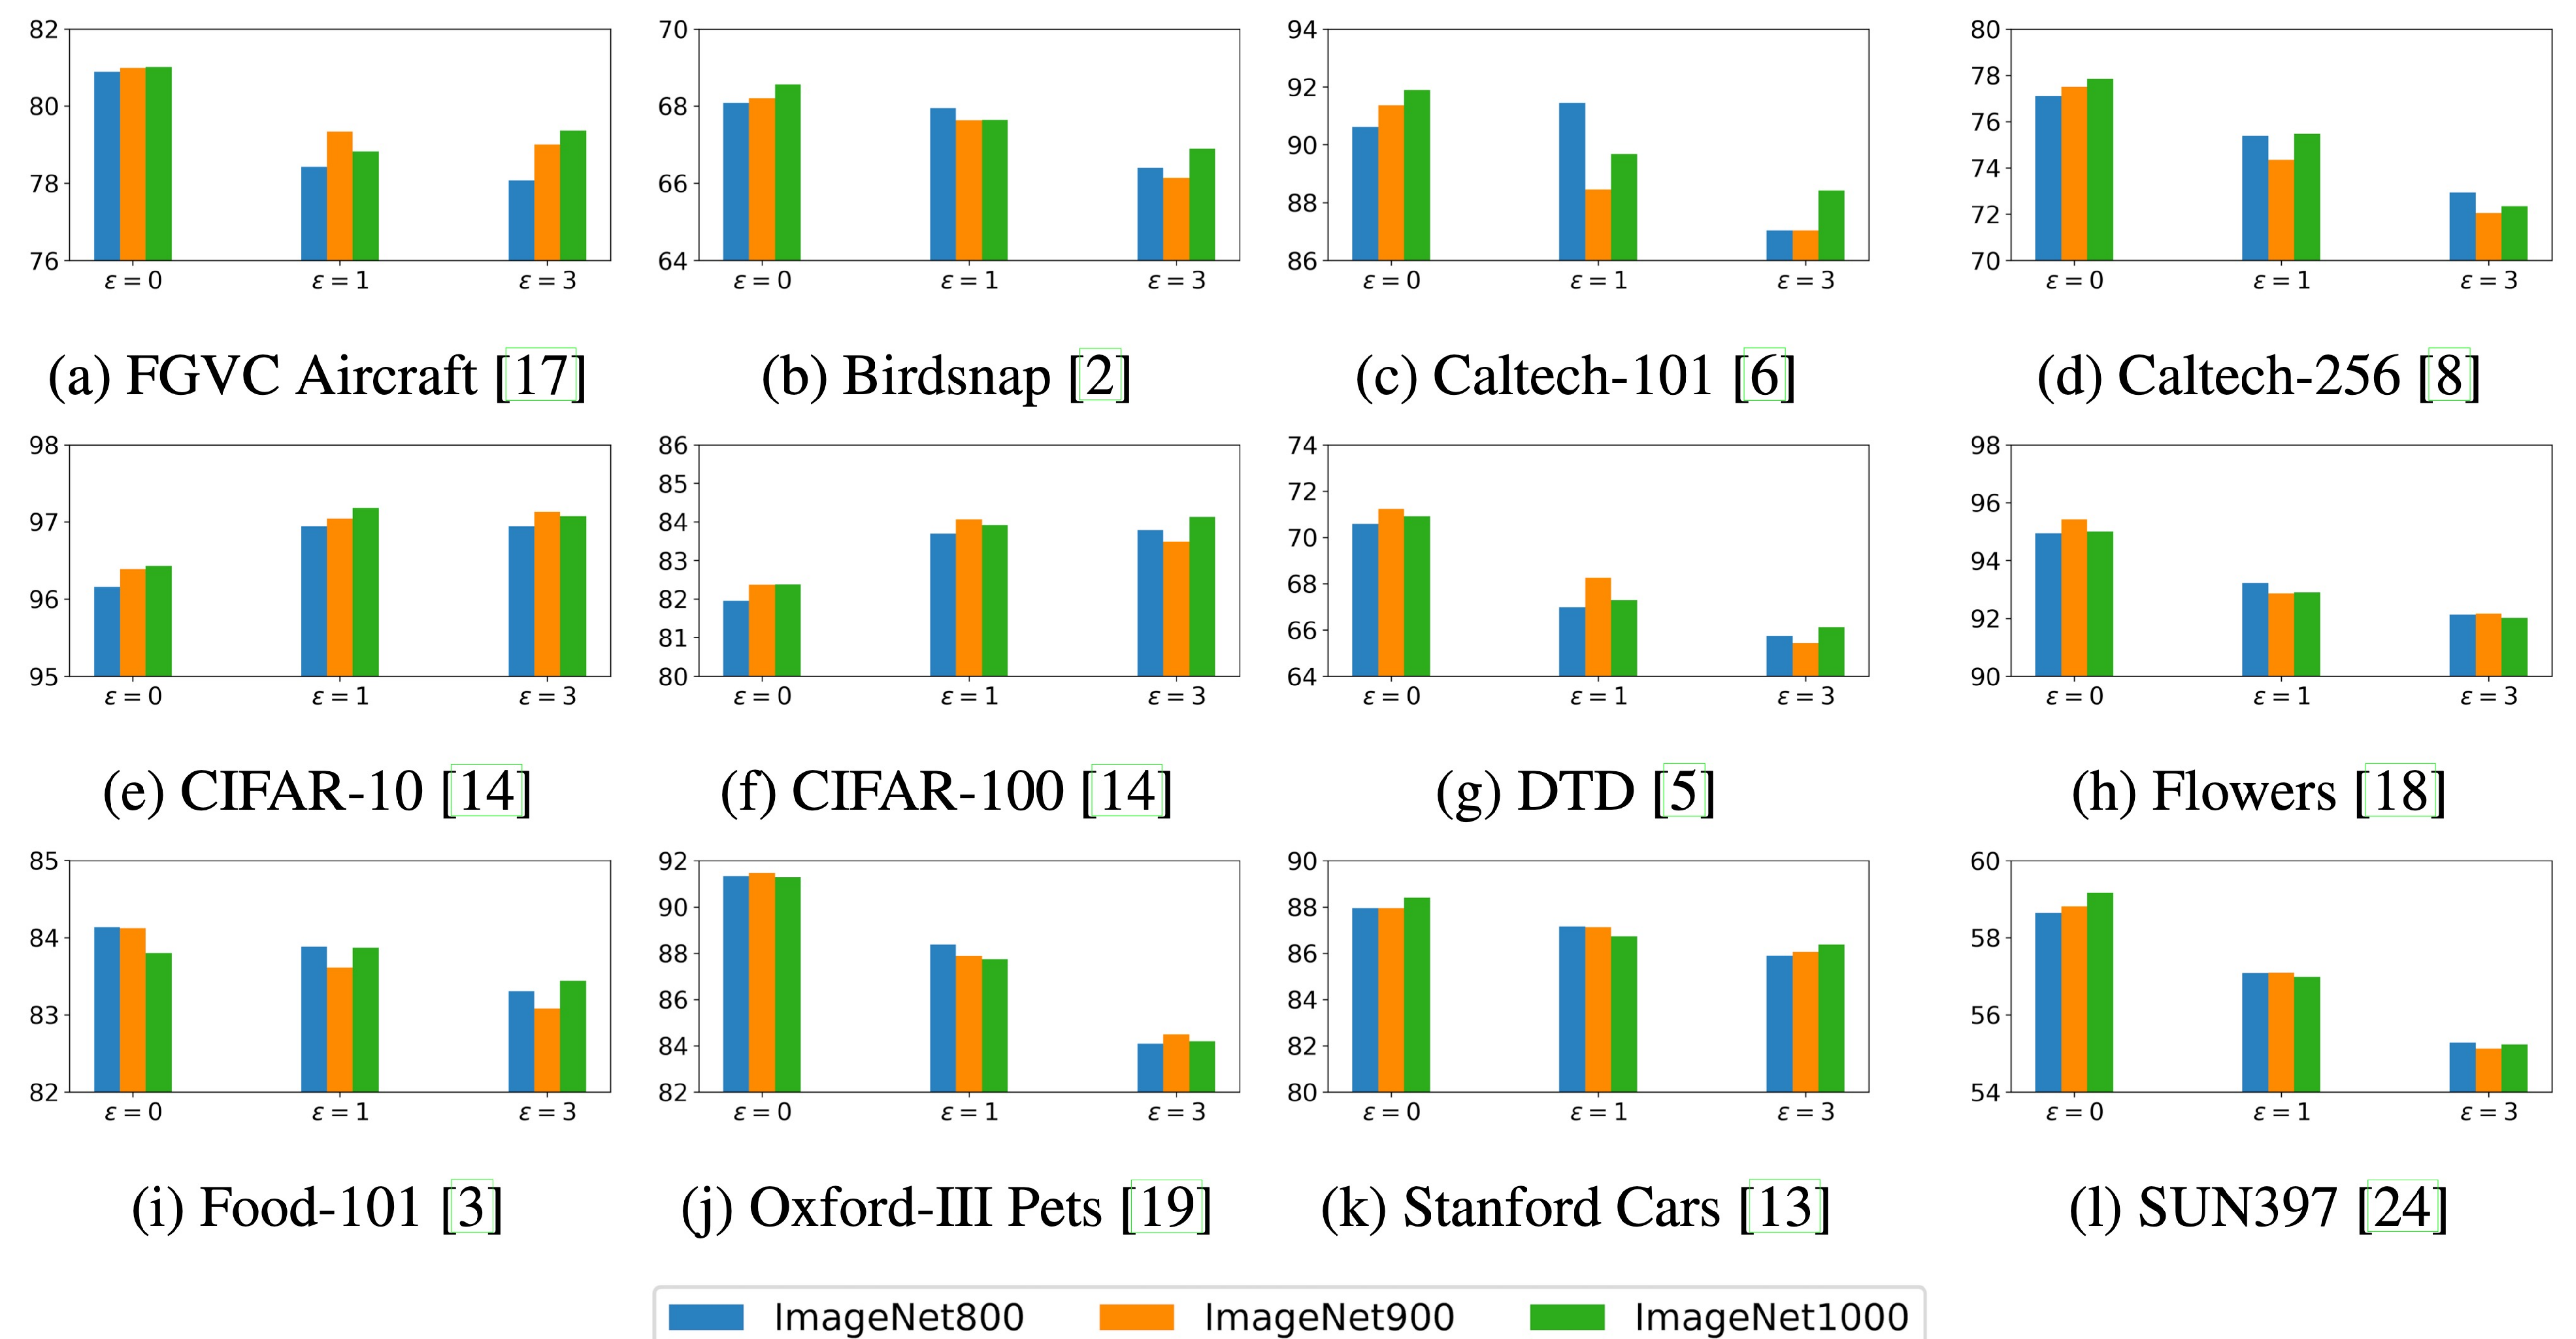 82
80
78
76
ε = 0 ε = 1 ε = 3
(a) FGVC Aircraft [17]
70
68
66
64
ε = 0 ε = 1 ε = 3
(b) Birdsnap [2]
94
92
90
88
86
ε = 0 ε = 1 ε = 3
(c) Caltech-101 [6]
80
78
76
74
72
70
ε = 0 ε = 1 ε = 3
(d) Caltech-256 [8]
98
97
96
95
ε = 0 ε = 1 ε = 3
(e) CIFAR-10 [14]
86
85
84
83
82
81
80
ε = 0 ε = 1 ε = 3
(f) CIFAR-100 [14]
74
72
70
68
66
64
ε = 0 ε = 1 ε = 3
(g) DTD [5]
98
96
94
92
90
ε = 0 ε = 1 ε = 3
(h) Flowers [18]
85
84
83
82
ε = 0 ε = 1 ε = 3
(i) Food-101 [3]
92
90
88
86
84
82
ε = 0 ε = 1 ε = 3
(j) Oxford-III Pets [19]
90
88
86
84
82
80
ε = 0 ε = 1 ε = 3
(k) Stanford Cars [13]
60
58
56
54
ε = 0 ε = 1 ε = 3
(l) SUN397 [24]
ImageNet800 ImageNet900 ImageNet1000